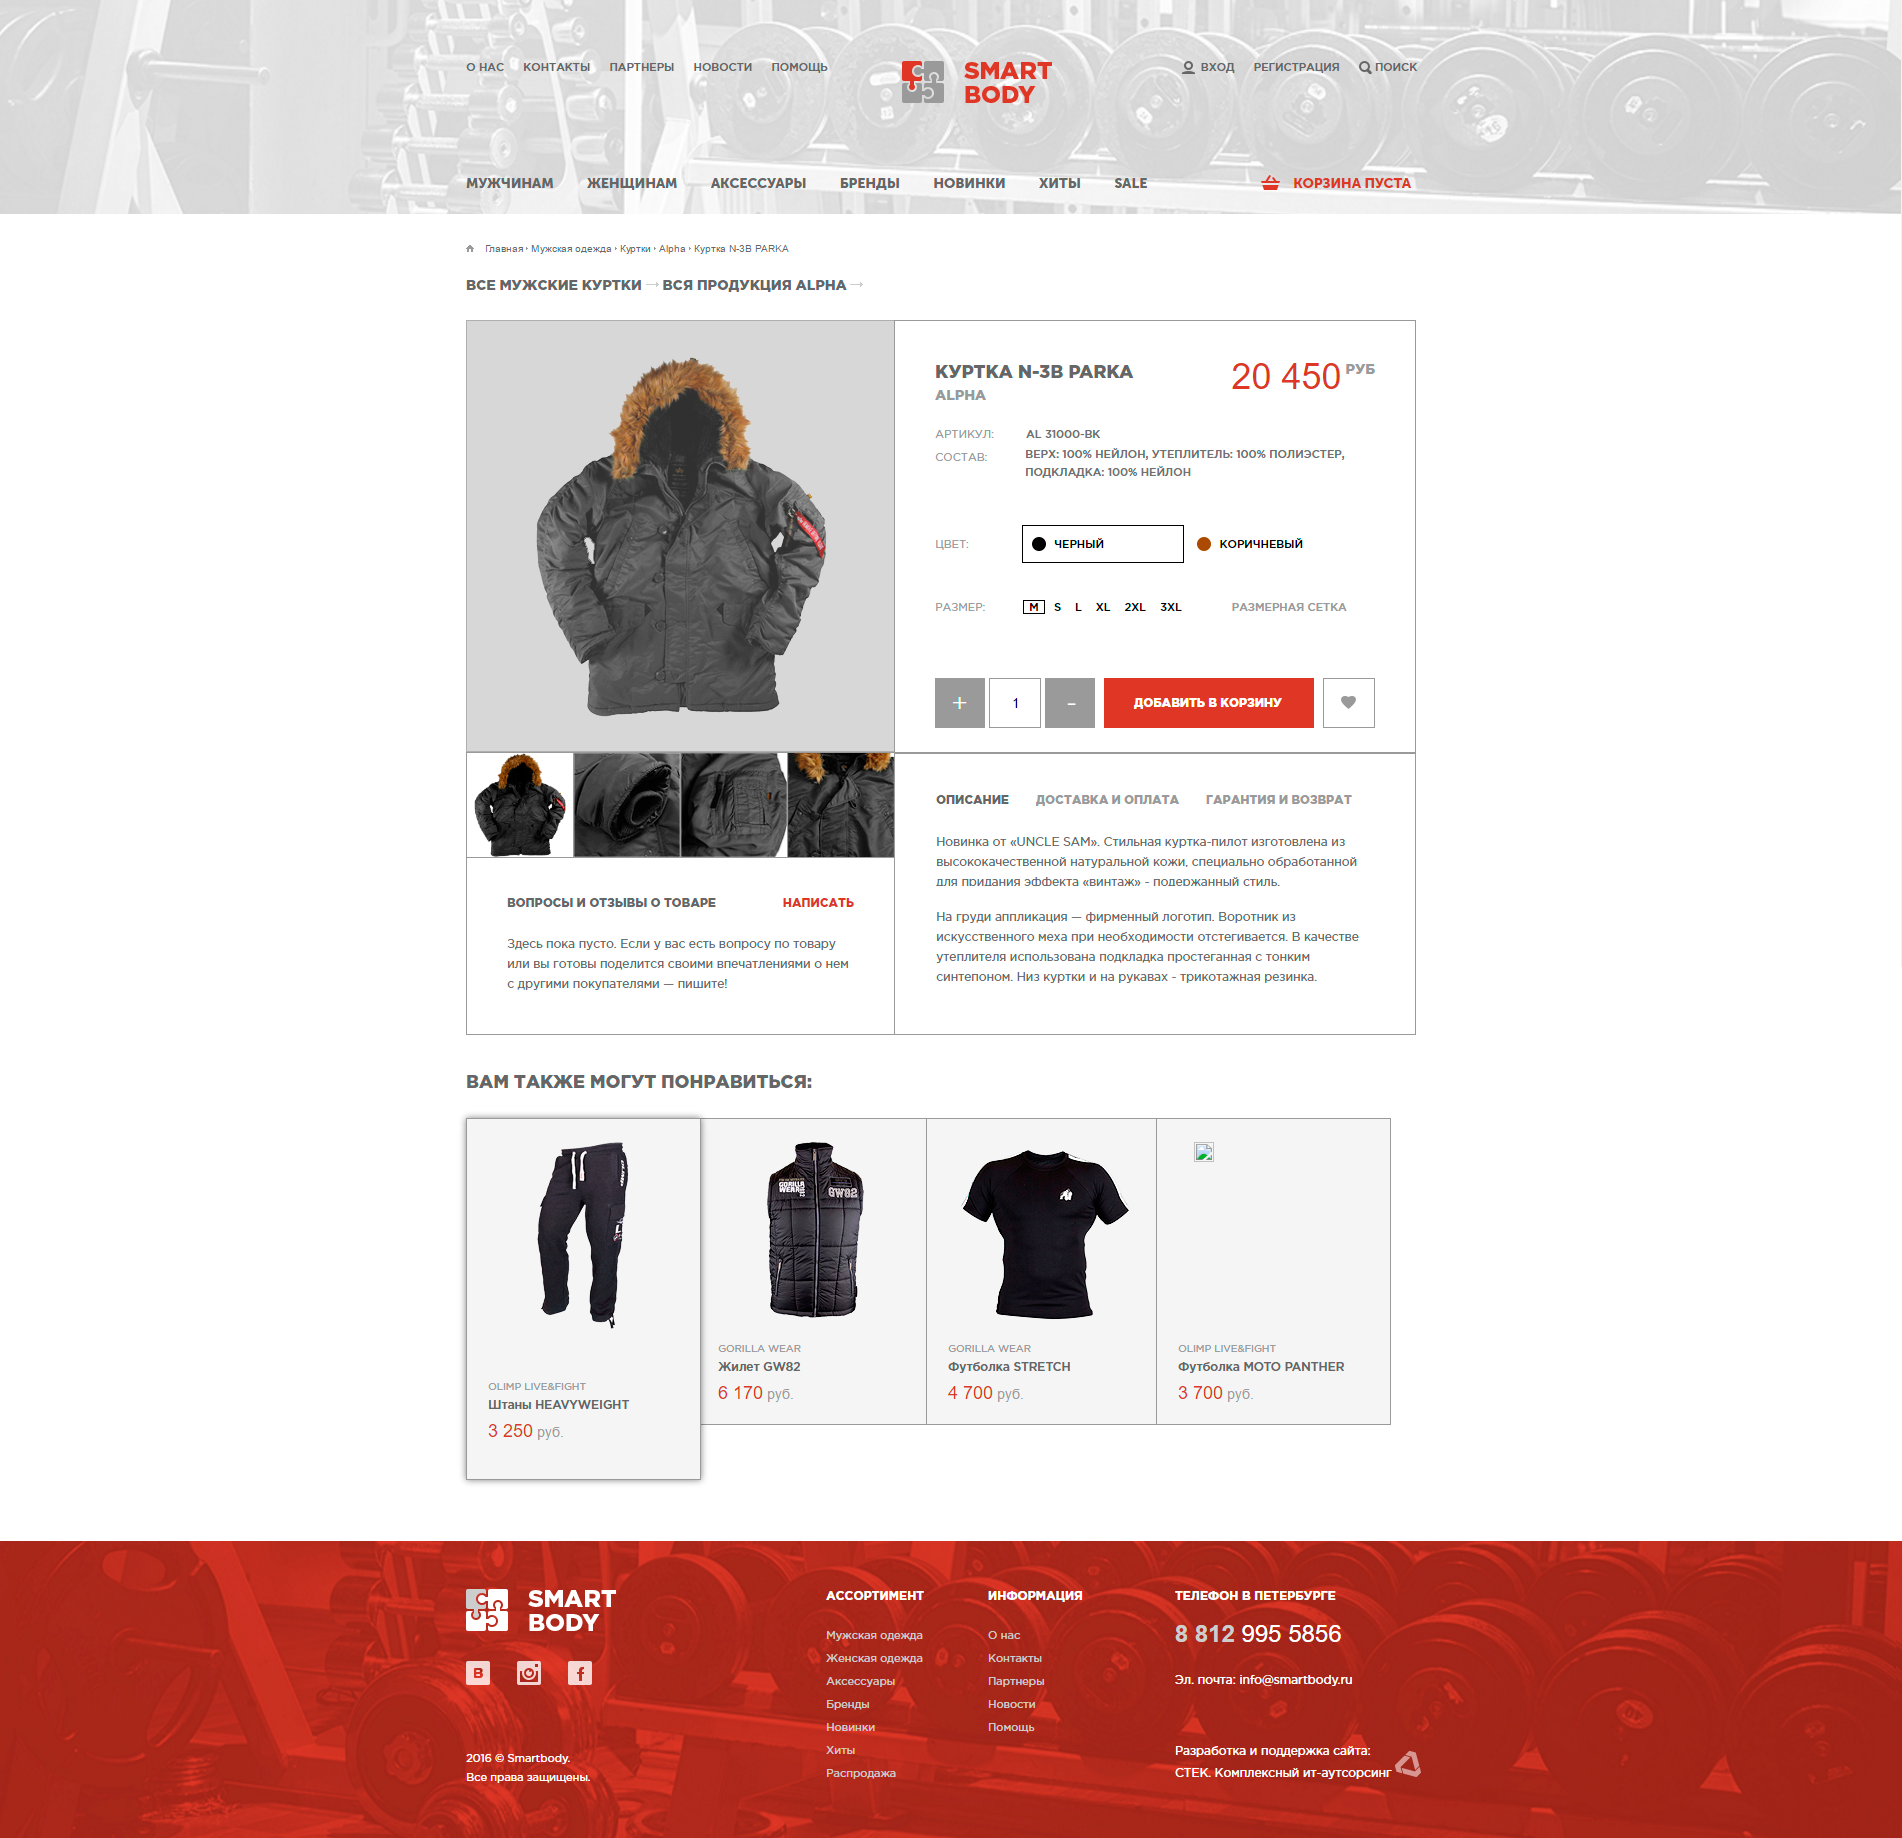 О НАС КОНТАКТЫ ПАРТНЕРЫ НОВОСТИ ПОМОЩЬ
SMART
BODY
ВХОД РЕГИСТРАЦИЯ ПОИСК
МУЖЧИНАМ ЖЕНЩИНАМ АКСЕССУАРЫ БРЕНДЫ НОВИНКИ ХИТЫ SALE КОРЗИНА ПУСТА
Главная › Мужская одежда › Куртки › Alpha › Куртка N-3B PARKA
ВСЕ МУЖСКИЕ КУРТКИ → ВСЯ ПРОДУКЦИЯ ALPHA →
КУРТКА N-3B PARKA
ALPHA
20 450 РУБ
АРТИКУЛ: AL 31000-BK
СОСТАВ: ВЕРХ: 100% НЕЙЛОН, УТЕПЛИТЕЛЬ: 100% ПОЛИЭСТЕР,
ПОДКЛАДКА: 100% НЕЙЛОН
ЦВЕТ: ЧЕРНЫЙ КОРИЧНЕВЫЙ
РАЗМЕР: M S L XL 2XL 3XL РАЗМЕРНАЯ СЕТКА
+ 1 - ДОБАВИТЬ В КОРЗИНУ
ОПИСАНИЕ ДОСТАВКА И ОПЛАТА ГАРАНТИЯ И ВОЗВРАТ
Новинка от «UNCLE SAM». Стильная куртка-пилот изготовлена из
высококачественной натуральной кожи, специально обработанной
для придания эффекта «винтаж» - подержанный стиль.
На груди аппликация — фирменный логотип. Воротник из
искусственного меха при необходимости отстегивается. В качестве
утеплителя использована подкладка простеганная с тонким
синтепоном. Низ куртки и на рукавах - трикотажная резинка.
ВОПРОСЫ И ОТЗЫВЫ О ТОВАРЕ НАПИСАТЬ
Здесь пока пусто. Если у вас есть вопросу по товару
или вы готовы поделится своими впечатлениями о нем
с другими покупателями — пишите!
ВАМ ТАКЖЕ МОГУТ ПОНРАВИТЬСЯ:
OLIMP LIVE&FIGHT
Штаны HEAVYWEIGHT
3 250 руб.
GORILLA WEAR
GW82
GORILLA WEAR
Жилет GW82
6 170 руб.
GORILLA WEAR
Футболка STRETCH
4 700 руб.
OLIMP LIVE&FIGHT
Футболка MOTO PANTHER
3 700 руб.
SMART
BODY
В f
2016 © Smartbody.
Все права защищены.
АССОРТИМЕНТ
Мужская одежда
Женская одежда
Аксессуары
Бренды
Новинки
Хиты
Распродажа
ИНФОРМАЦИЯ
О нас
Контакты
Партнеры
Новости
Помощь
ТЕЛЕФОН В ПЕТЕРБУРГЕ
8 812 995 5856
Эл. почта: info@smartbody.ru
Разработка и поддержка сайта:
СТЕК. Комплексный ит-аутсорсинг